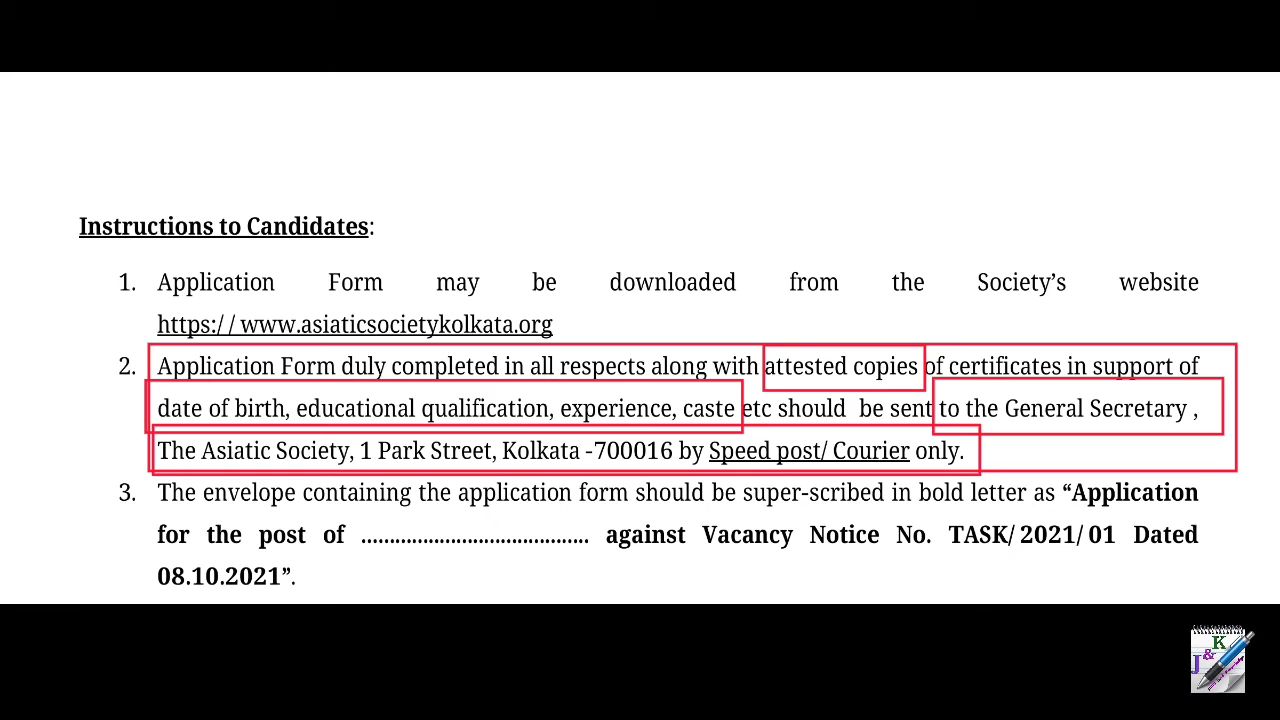 Instructions to Candidates:
1. Application Form may be downloaded from the Society’s website
https://www.asiaticsocietykolkata.org
2. Application Form duly completed in all respects along with attested copies of certificates in support of
date of birth, educational qualification, experience, caste etc should be sent to the General Secretary ,
The Asiatic Society, 1 Park Street, Kolkata -700016 by Speed post/ Courier only.
3. The envelope containing the application form should be super-scribed in bold letter as “Application
for the post of ........................................ against Vacancy Notice No. TASK/2021/01 Dated
08.10.2021”.
J&K